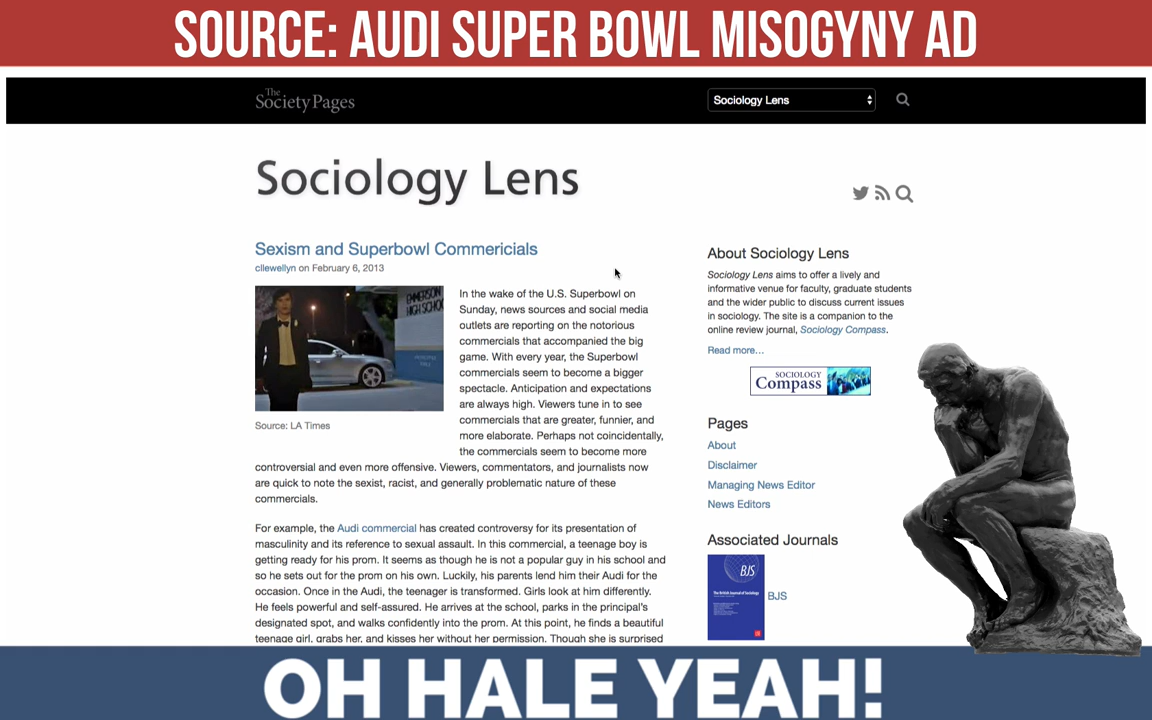 SOURCE: AUDI SUPER BOWL MISOGYNY AD
The
SocietyPages
Sociology Lens
Sociology Lens
Sexism and Superbowl Commericials
cllewellyn on February 6, 2013
EMMERSON
HIGH SCHOOL
Source: LA Times
In the wake of the U.S. Superbowl on
Sunday, news sources and social media
outlets are reporting on the notorious
commercials that accompanied the big
game. With every year, the Superbowl
commercials seem to become a bigger
spectacle. Anticipation and expectations
are always high. Viewers tune in to see
commercials that are greater, funnier, and
more elaborate. Perhaps not coincidentally,
the commercials seem to become more
controversial and even more offensive. Viewers, commentators, and journalists now
are quick to note the sexist, racist, and generally problematic nature of these
commercials.
For example, the Audi commercial has created controversy for its presentation of
masculinity and its reference to sexual assault. In this commercial, a teenage boy is
getting ready for his prom. It seems as though he is not a popular guy in his school and
so he sets out for the prom on his own. Luckily, his parents lend him their Audi for the
occasion. Once in the Audi, the teenager is transformed. Girls look at him differently.
He feels powerful and self-assured. He arrives at the school, parks in the principal's
designated spot, and walks confidently into the prom. At this point, he finds a beautiful
teenage girl, grabs her, and kisses her without her permission. Though she is surprised
About Sociology Lens
Sociology Lens aims to offer a lively and
informative venue for faculty, graduate students
and the wider public to discuss current issues
in sociology. The site is a companion to the
online review journal, Sociology Compass.
Read more...
SOCIOLOGY
Compass
Pages
About
Disclaimer
Managing News Editor
News Editors
Associated Journals
BJS
The British Journal of Sociology
BJS
OH HALE YEAH!